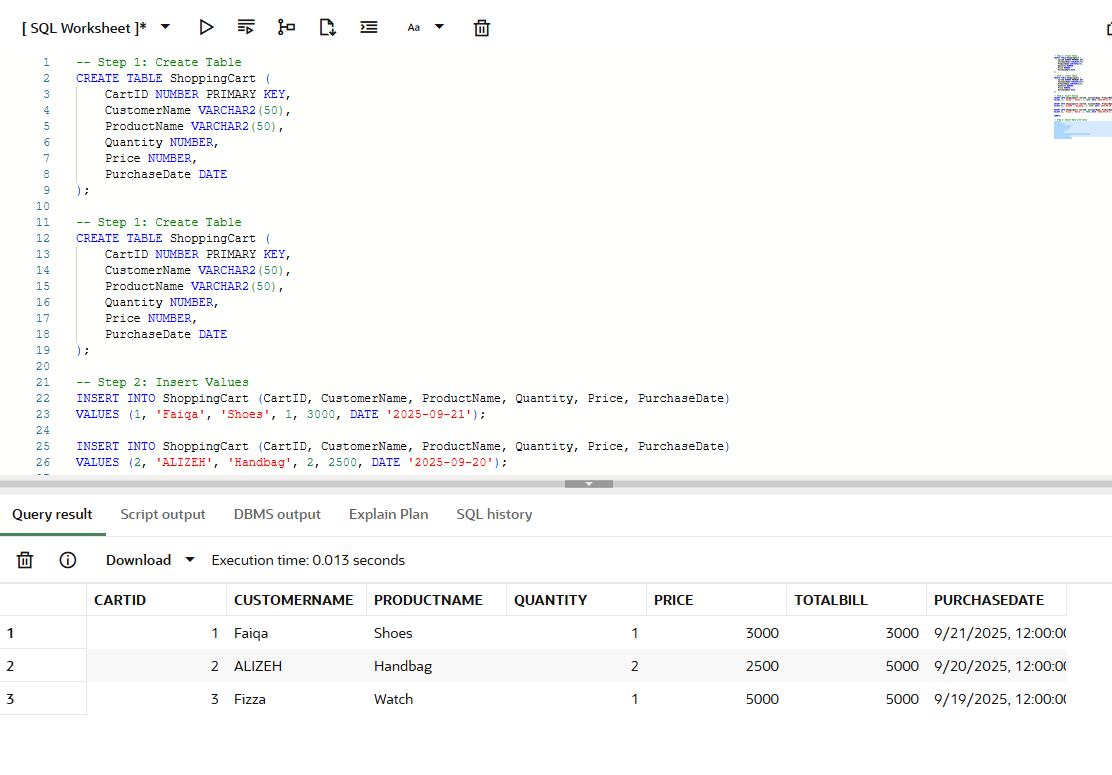 [ SQL Worksheet ]* Aa
1 -- Step 1: Create Table
2 CREATE TABLE ShoppingCart (
3 CartID NUMBER PRIMARY KEY,
4 CustomerName VARCHAR2(50),
5 ProductName VARCHAR2(50),
6 Quantity NUMBER,
7 Price NUMBER,
8 PurchaseDate DATE
9 );
10
11 -- Step 1: Create Table
12 CREATE TABLE ShoppingCart (
13 CartID NUMBER PRIMARY KEY,
14 CustomerName VARCHAR2(50),
15 ProductName VARCHAR2(50),
16 Quantity NUMBER,
17 Price NUMBER,
18 PurchaseDate DATE
19 );
20
21 -- Step 2: Insert Values
22 INSERT INTO ShoppingCart (CartID, CustomerName, ProductName, Quantity, Price, PurchaseDate)
23 VALUES (1, 'Faiqa', 'Shoes', 1, 3000, DATE '2025-09-21');
24
25 INSERT INTO ShoppingCart (CartID, CustomerName, ProductName, Quantity, Price, PurchaseDate)
26 VALUES (2, 'ALIZEH', 'Handbag', 2, 2500, DATE '2025-09-20');
Query result Script output DBMS output Explain Plan SQL history
Download Execution time: 0.013 seconds
CARTID CUSTOMERNAME PRODUCTNAME QUANTITY PRICE TOTALBILL PURCHASEDATE
1 1 Faiqa Shoes 1 3000 3000 9/21/2025, 12:00:00
2 2 ALIZEH Handbag 2 2500 5000 9/20/2025, 12:00:00
3 3 Fizza Watch 1 5000 5000 9/19/2025, 12:00:00